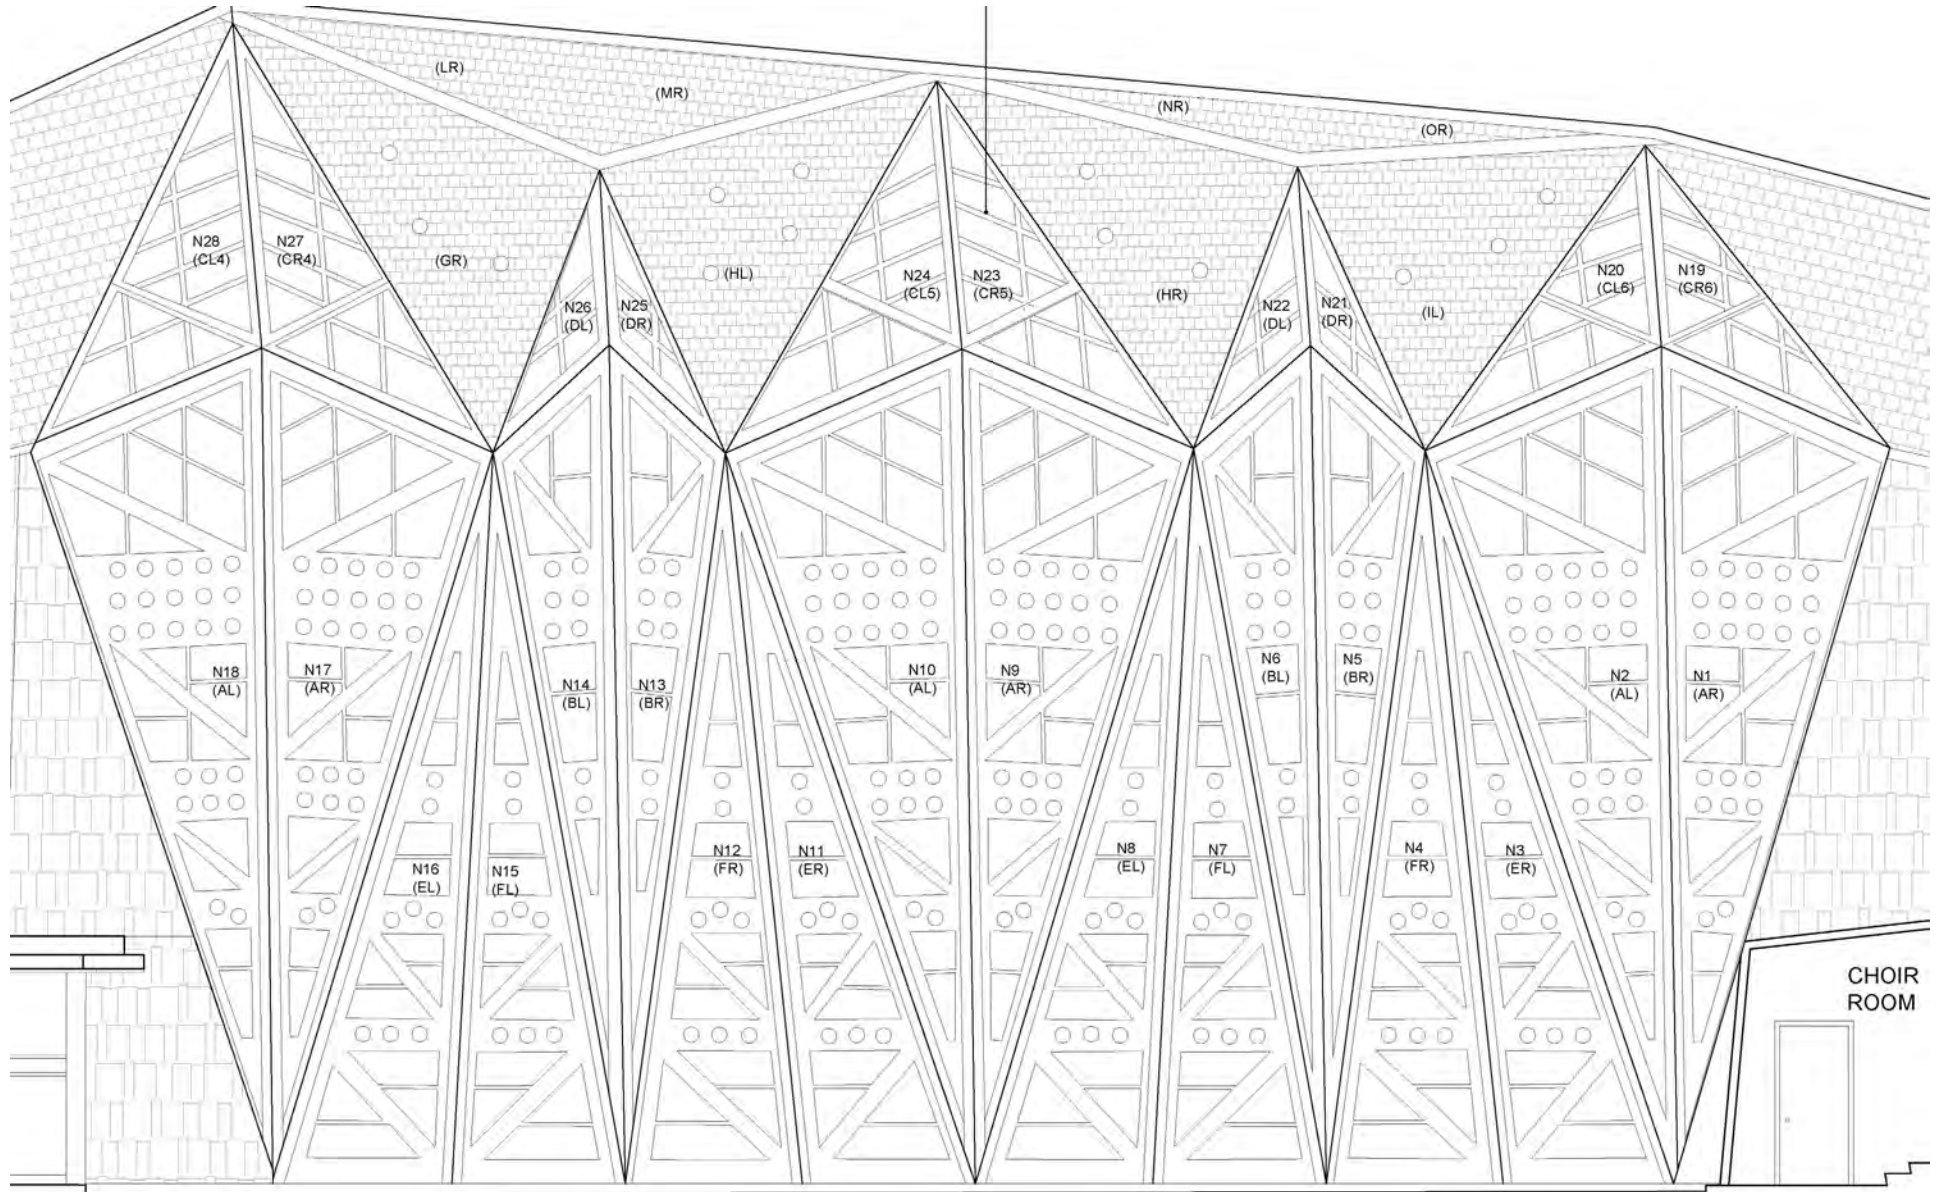 (LR)
(MR)
(NR)
(OR)
N28
(CL4)
N27
(CR4)
(GR)
N26
(DL)
N25
(DR)
(HL)
N24
(CL5)
N23
(CR5)
(HR)
N22
(DL)
N21
(DR)
(IL)
N20
(CL6)
N19
(CR6)
N18
(AL)
N17
(AR)
N14
(BL)
N13
(BR)
N10
(AL)
N9
(AR)
N6
(BL)
N5
(BR)
N2
(AL)
N1
(AR)
N16
(EL)
N15
(FL)
N12
(FR)
N11
(ER)
N8
(EL)
N7
(FL)
N4
(FR)
N3
(ER)
CHOIR
ROOM